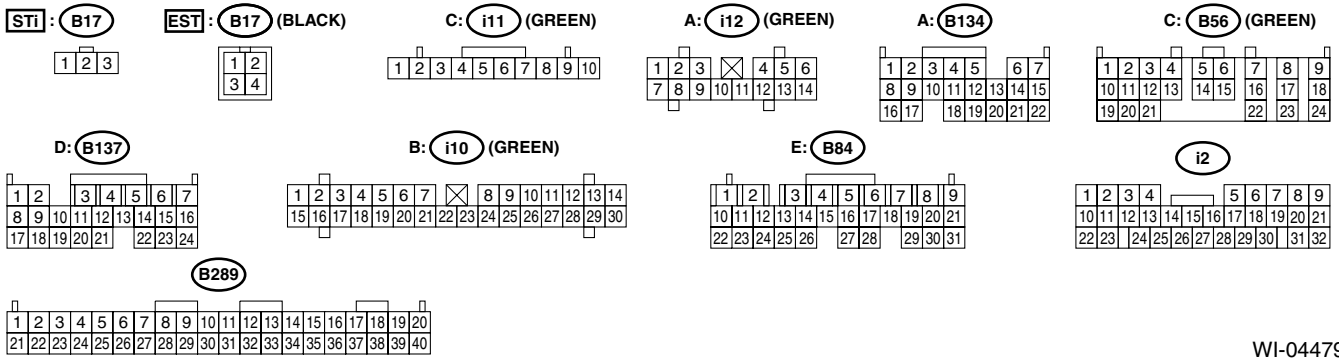 STi : B17 EST : B17 (BLACK) C: i11 (GREEN) A: i12 (GREEN) A: B134 C: B56 (GREEN)
1 2 3
1 2
3 4
1 2 3 4 5 6 7 8 9 10
1 2 3 4 5 6
7 8 9 10 11 12 13 14
1 2 3 4 5 6 7
8 9 10 11 12 13 14 15
16 17 18 19 20 21 22
1 2 3 4 5 6 7 8 9
10 11 12 13 14 15 16 17 18
19 20 21 22 23 24
D: B137 B: i10 (GREEN) E: B84 i2
1 2 3 4 5 6 7
8 9 10 11 12 13 14 15 16
17 18 19 20 21 22 23 24
1 2 3 4 5 6 7 8 9 10 11 12 13 14
15 16 17 18 19 20 21 22 23 24 25 26 27 28 29 30
1 2 3 4 5 6 7 8 9
10 11 12 13 14 15 16 17 18 19 20 21
22 23 24 25 26 27 28 29 30 31
1 2 3 4 5 6 7 8 9
10 11 12 13 14 15 16 17 18 19 20 21
22 23 24 25 26 27 28 29 30 31 32
B289
1 2 3 4 5 6 7 8 9 10 11 12 13 14 15 16 17 18 19 20
21 22 23 24 25 26 27 28 29 30 31 32 33 34 35 36 37 38 39 40
WI-04479